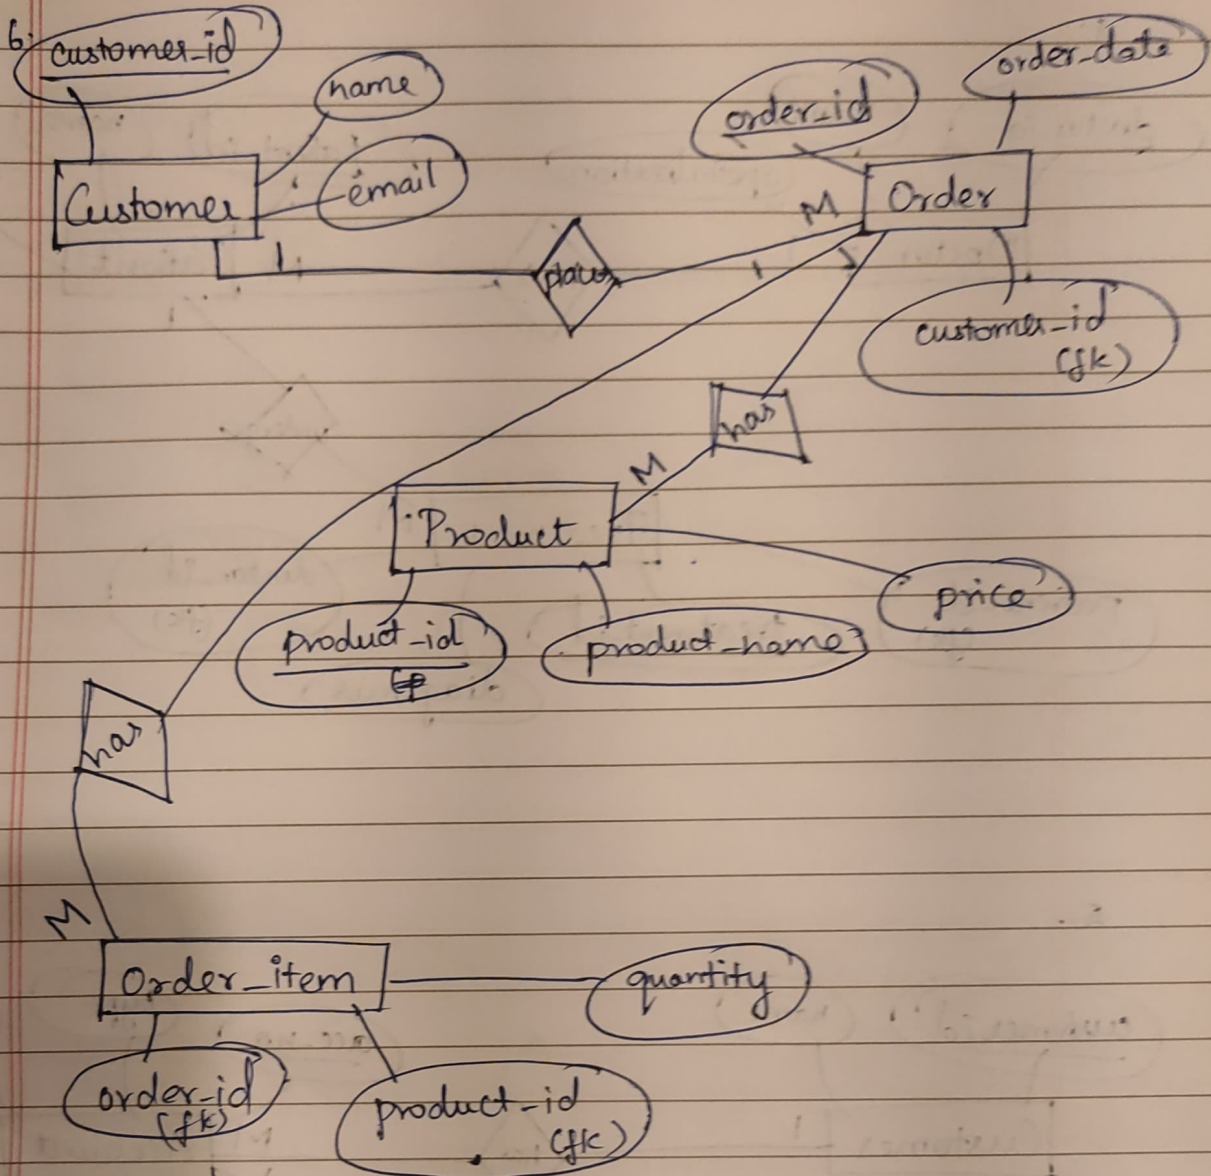 6.
customer_id
name
email
Customer
order_id
order_date
Order
customer_id
(fk)
1
M
1
1
has
M
Product
product_id
product_name
price
has
M
Order_item
quantity
order_id
(fk)
product_id
(fk)